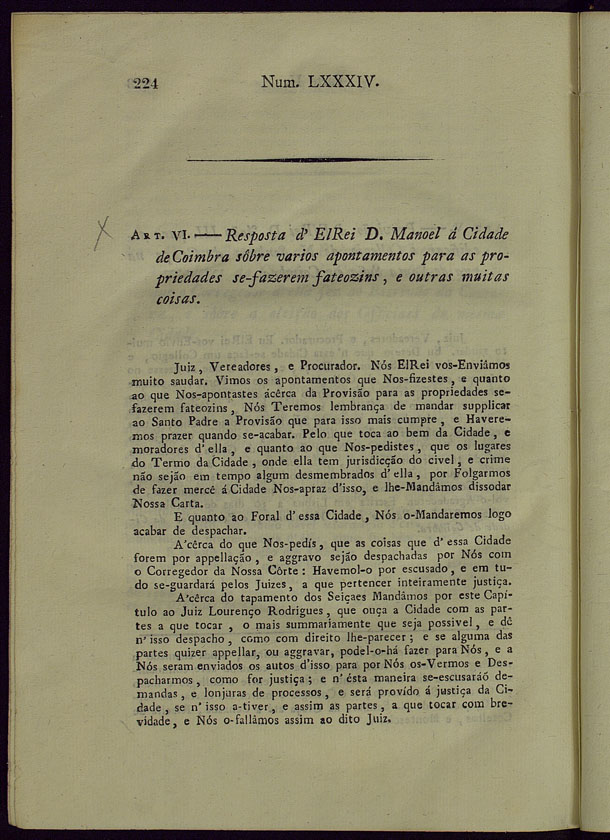 224 Num. LXXXIV.
ART. VI. — Resposta d' ElRei D. Manoel á Cidade
de Coimbra sôbre varios apontamentos para as pro-
priedades se-fazerem fateozins, e outras muitas
coisas.
Juiz, Vereadores, e Procurador. Nós ElRei vos-Enviâmos
muito saudar. Vimos os apontamentos que Nos-fizestes, e quanto
ao que Nos-apontastes ácêrca da Provisão para as propriedades se-
fazerem fateozins, Nós Teremos lembrança de mandar supplicar
ao Santo Padre a Provisão que para isso mais cumpre, e Havere-
mos prazer quando se-acabar. Pelo que toca ao bem da Cidade, e
moradores d'ella, e quanto ao que Nos-pedistes, que os lugares
do Termo da Cidade, onde ella tem jurisdicção do civel, e crime
não sejão em tempo algum desmembrados d'ella, por Folgarmos
de fazer mercê á Cidade Nos-apraz d'isso, e lhe-Mandâmos dissodar
Nossa Carta.
E quanto ao Foral d'essa Cidade, Nós o-Mandaremos logo
acabar de despachar.
A'cêrca do que Nos-pedís, que as coisas que d'essa Cidade
forem por appellação, e aggravo sejão despachadas por Nós com
o Corregedor da Nossa Côrte: Havemol-o por escusado, e em tu-
do se-guardará pelos Juizes, a que pertencer inteiramente justiça.
A'cêrca do tapamento dos Seiçaes Mandâmos por este Capi-
tulo ao Juiz Lourenço Rodrigues, que ouça a Cidade com as par-
tes a que tocar, o mais summariamente que seja possivel, e dê
n'isso despacho, como com direito lhe-parecer; e se alguma das
partes quizer appellar, ou aggravar, podel-o-há fazer para Nós, e a
Nós seram enviados os autos d'isso para por Nós os-Vermos e Des-
pacharmos, como for justiça; e n'ésta maneira se-escusaráõ de-
mandas, e lonjuras de processos, e será provído á justiça da Ci-
dade, se n'isso a-tiver, e assim as partes, a que tocar com bre-
vidade, e Nós o-fallâmos assim ao dito Juiz.